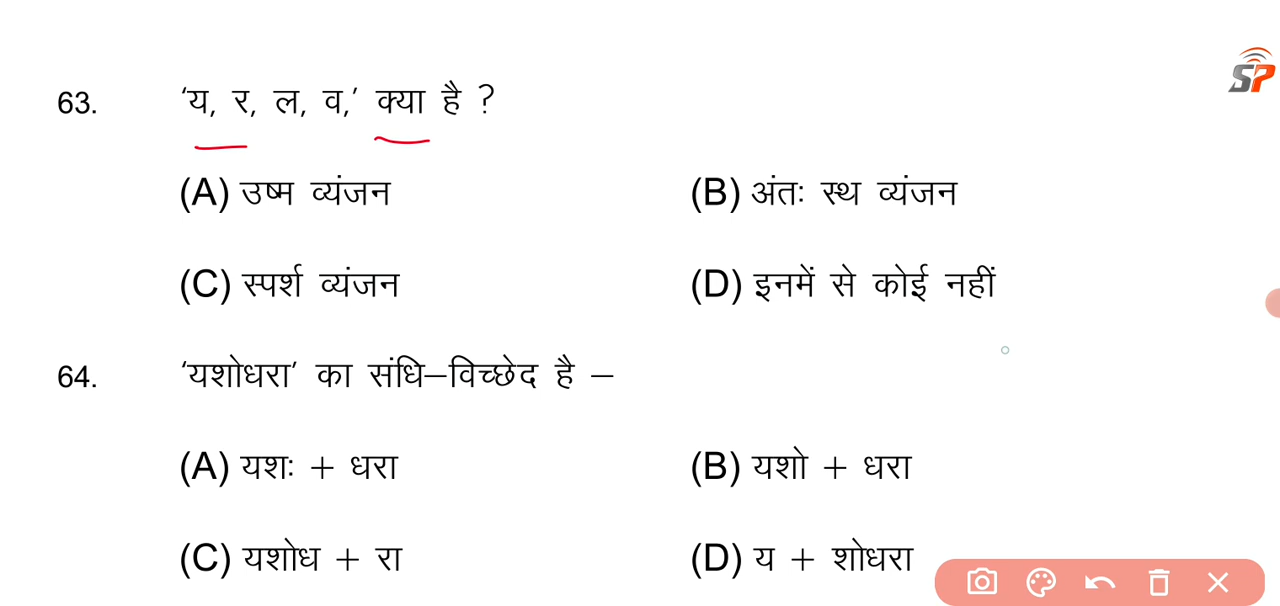 SP
63. 'य, र, ल, व,' क्या है ?
(A) उष्म व्यंजन (B) अंतः स्थ व्यंजन
(C) स्पर्श व्यंजन (D) इनमें से कोई नहीं
64. 'यशोधरा' का संधि–विच्छेद है –
(A) यशः + धरा (B) यशो + धरा
(C) यशोध + रा (D) य + शोधरा